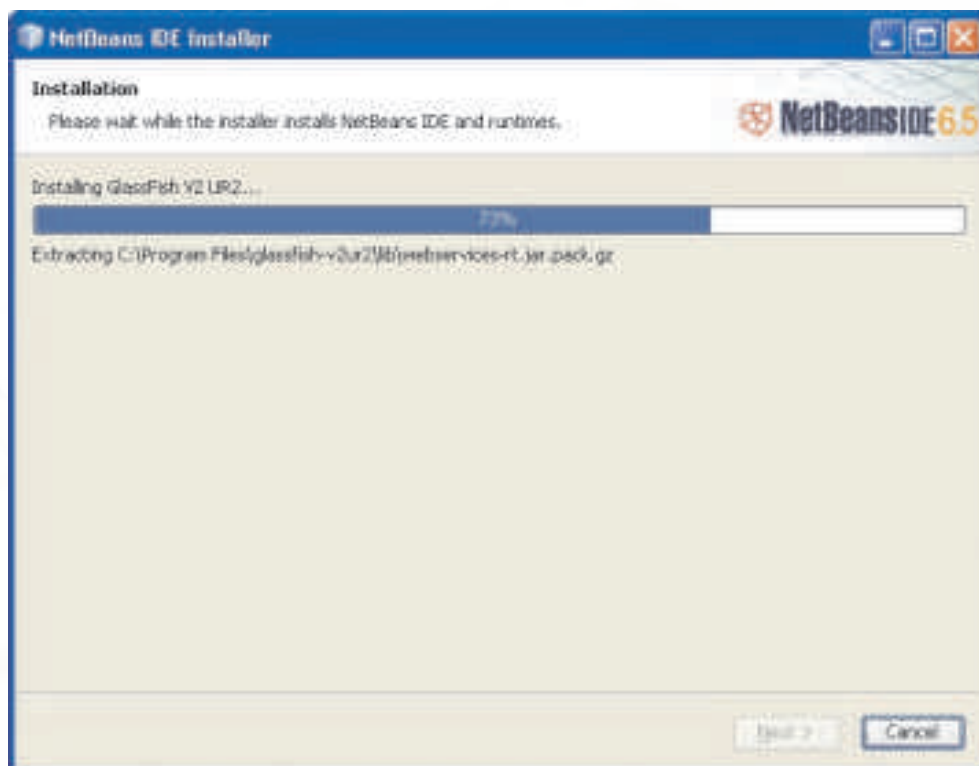 NetBeans IDE Installer
Installation
Please wait while the installer installs NetBeans IDE and runtimes.
NetBeans IDE 6.5
Installing GlassFish V2 UR2...
73%
Extracting C:\Program Files\glassfish-v2ur2\lib\webservices-rt.jar.pack.gz
Next >
Cancel